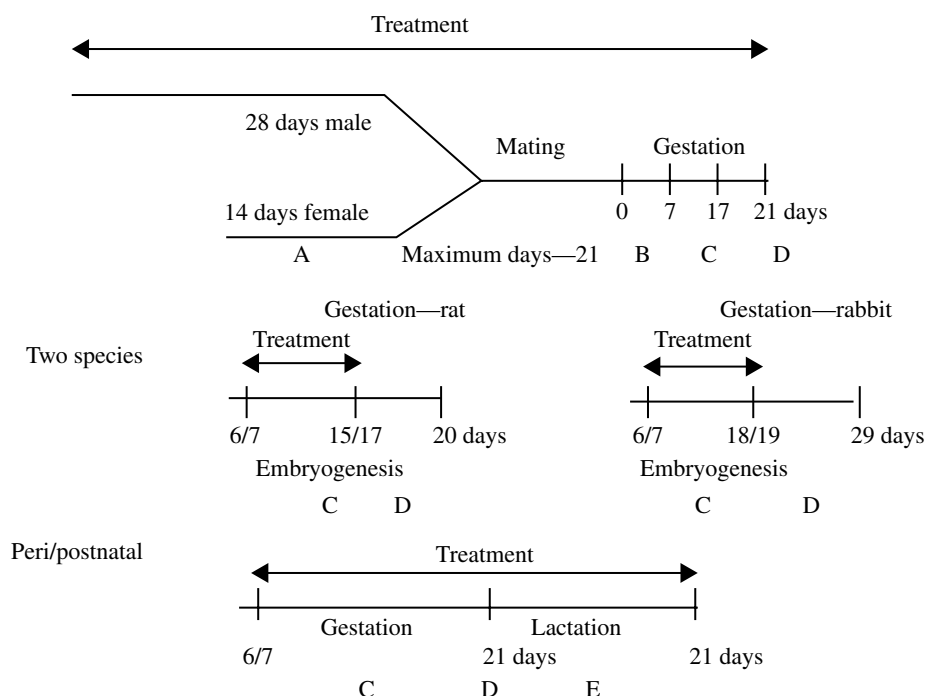 Treatment
28 days male
Mating Gestation
14 days female
0 7 17 21 days
A Maximum days—21 B C D
Gestation—rat Gestation—rabbit
Treatment Treatment
Two species
6/7 15/17 20 days 6/7 18/19 29 days
Embryogenesis Embryogenesis
C D C D
Peri/postnatal
Treatment
Gestation Lactation
6/7 21 days 21 days
C D E